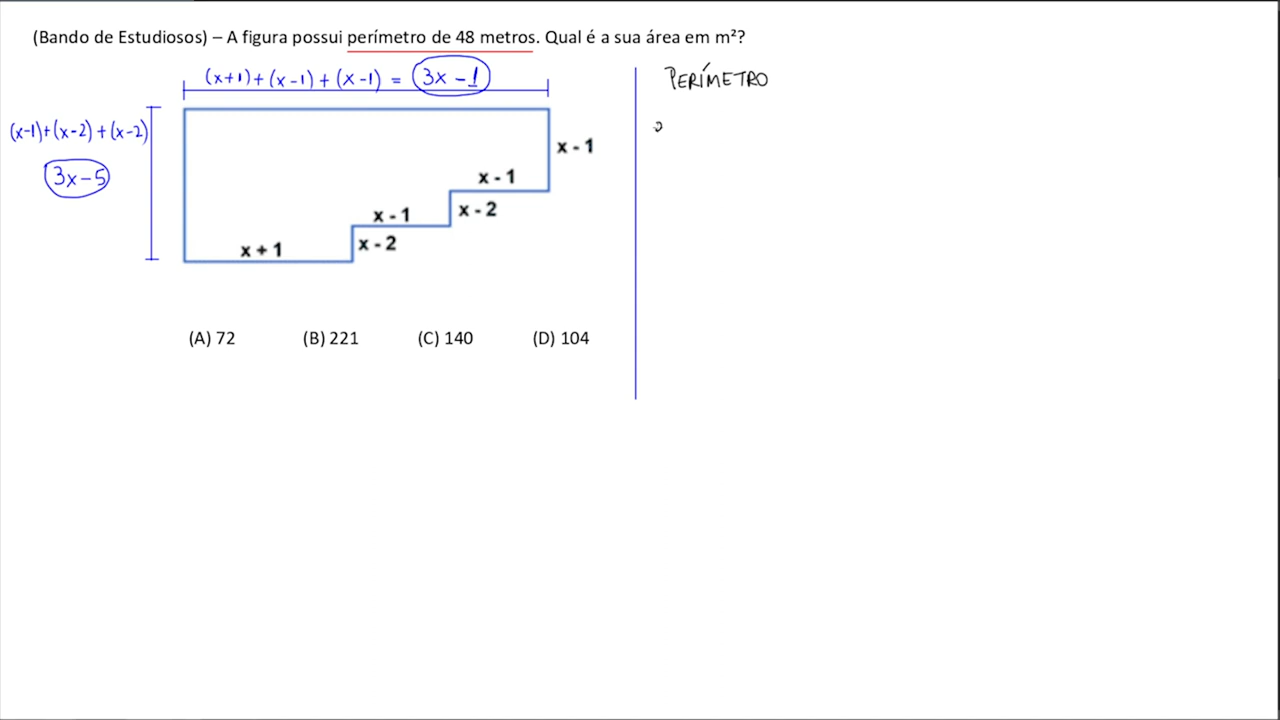 (Bando de Estudiosos) – A figura possui perímetro de 48 metros. Qual é a sua área em m²?
(x+1)+(x-1)+(x-1) = 3x-1
PERÍMETRO
(x-1)+(x-2)+(x-2)
3x-5
x - 1
x - 1
x - 2
x - 1
x - 2
x + 1
(A) 72 (B) 221 (C) 140 (D) 104